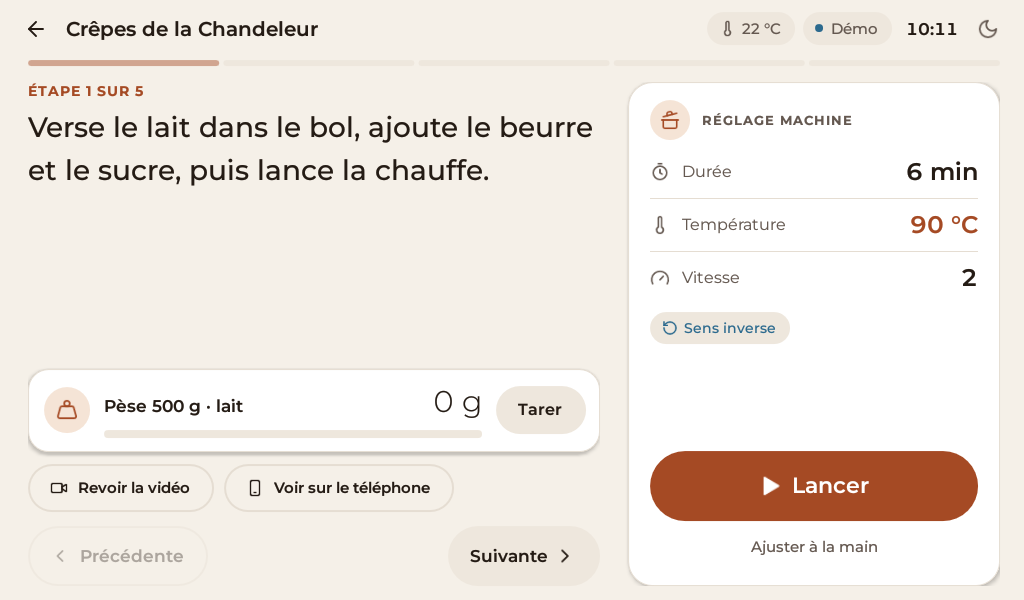 Crêpes de la Chandeleur
22 °C
Démo
10:11
ÉTAPE 1 SUR 5
Verse le lait dans le bol, ajoute le beurre
et le sucre, puis lance la chauffe.
Pèse 500 g · lait
0 g
Tarer
Revoir la vidéo
Voir sur le téléphone
Précédente
Suivante
RÉGLAGE MACHINE
Durée
6 min
Température
90 °C
Vitesse
2
Sens inverse
Lancer
Ajuster à la main